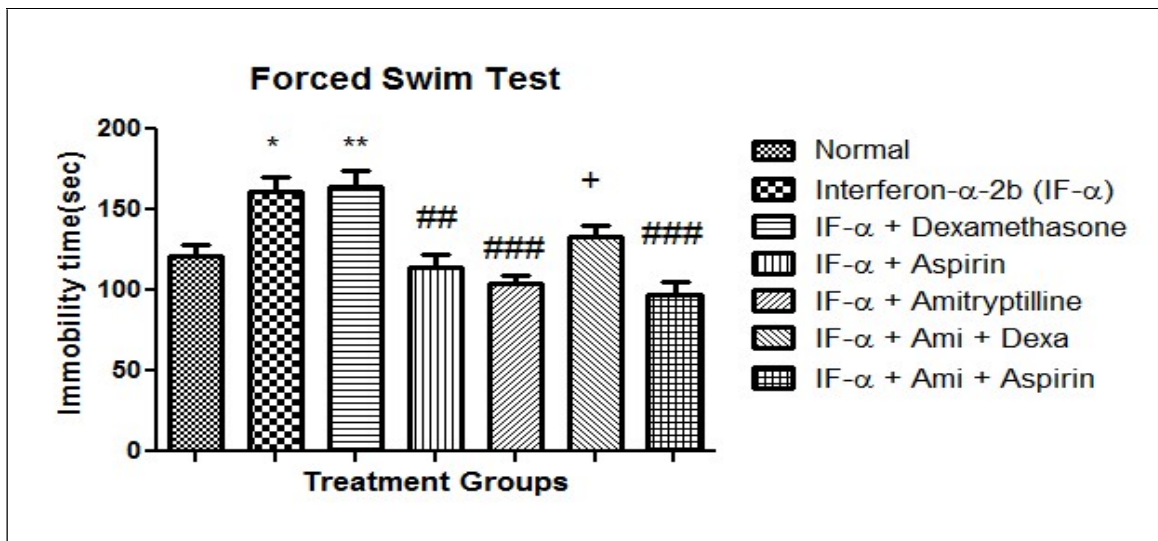 Forced Swim Test
Immobility time(sec)
200
150
100
50
0
*
**
##
###
+
###
Treatment Groups
Normal
Interferon-α-2b (IF-α)
IF-α + Dexamethasone
IF-α + Aspirin
IF-α + Amitryptilline
IF-α + Ami + Dexa
IF-α + Ami + Aspirin